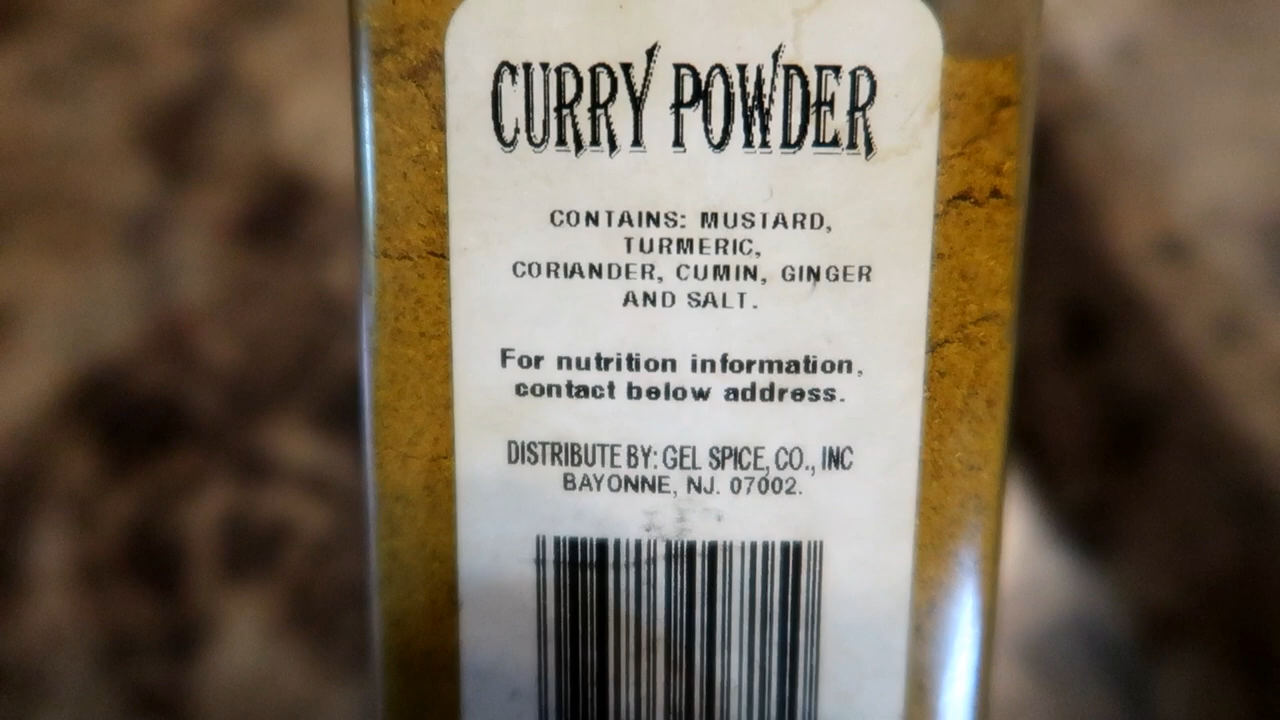 CURRY POWDER
CONTAINS: MUSTARD,
TURMERIC,
CORIANDER, CUMIN, GINGER
AND SALT.
For nutrition information,
contact below address.
DISTRIBUTE BY: GEL SPICE, CO., INC
BAYONNE, NJ. 07002.